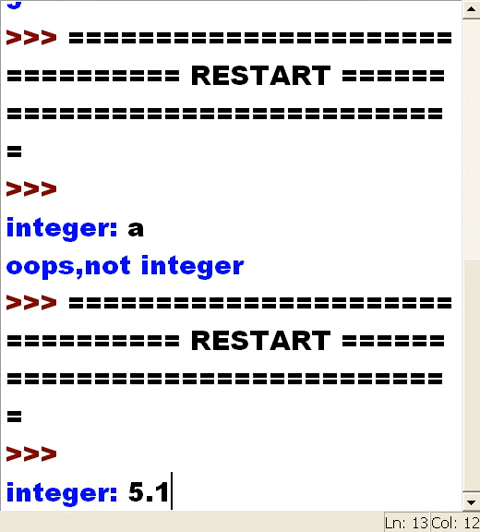 >>> ======================
========== RESTART ======
=========================
=
>>>
integer: a
oops,not integer
>>> ======================
========== RESTART ======
=========================
=
>>>
integer: 5.1
Ln: 13 Col: 12